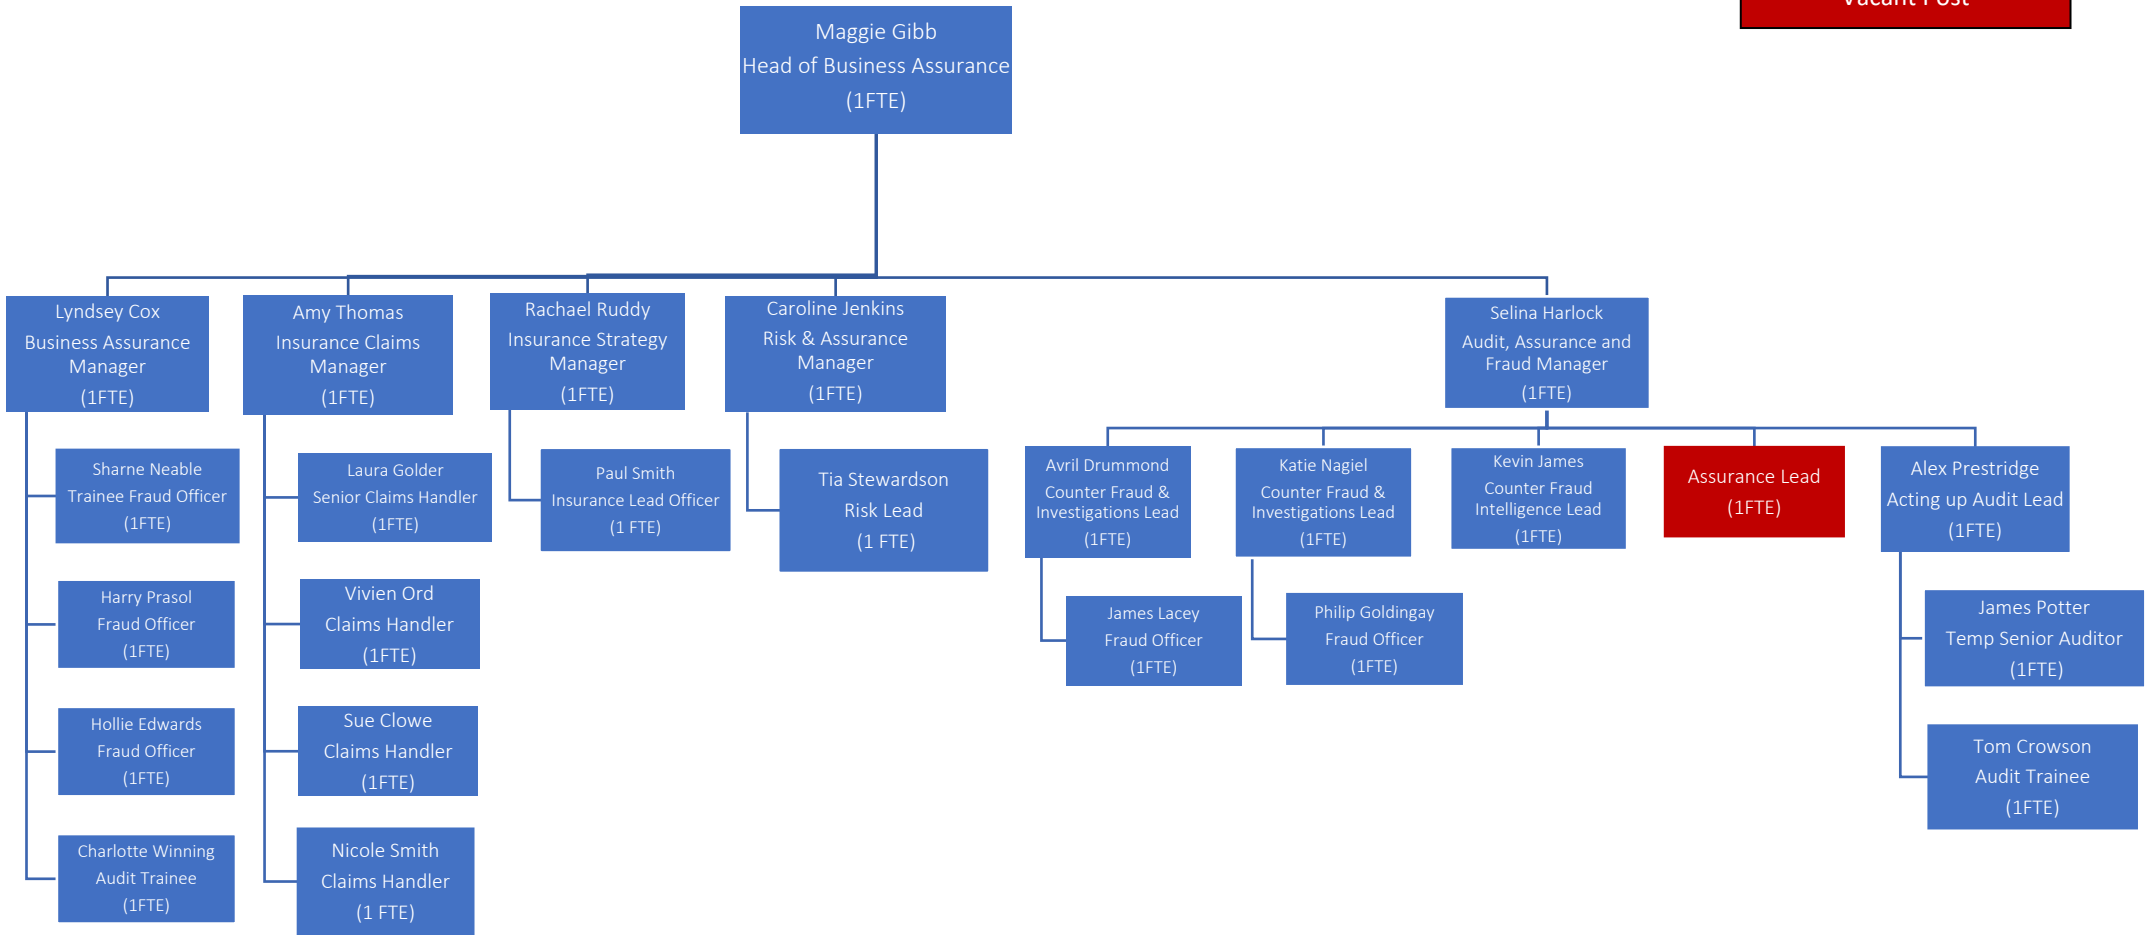 Vacant Post
Maggie Gibb
Head of Business Assurance
(1FTE)
Lyndsey Cox
Business Assurance
Manager
(1FTE)
Amy Thomas
Insurance Claims
Manager
(1FTE)
Rachael Ruddy
Insurance Strategy
Manager
(1FTE)
Caroline Jenkins
Risk & Assurance
Manager
(1FTE)
Selina Harlock
Audit, Assurance and
Fraud Manager
(1FTE)
Sharne Neable
Trainee Fraud Officer
(1FTE)
Harry Prasol
Fraud Officer
(1FTE)
Hollie Edwards
Fraud Officer
(1FTE)
Charlotte Winning
Audit Trainee
(1FTE)
Laura Golder
Senior Claims Handler
(1FTE)
Vivien Ord
Claims Handler
(1FTE)
Sue Clowe
Claims Handler
(1FTE)
Nicole Smith
Claims Handler
(1 FTE)
Paul Smith
Insurance Lead Officer
(1 FTE)
Tia Stewardson
Risk Lead
(1 FTE)
Avril Drummond
Counter Fraud &
Investigations Lead
(1FTE)
James Lacey
Fraud Officer
(1FTE)
Katie Nagiel
Counter Fraud &
Investigations Lead
(1FTE)
Philip Goldingay
Fraud Officer
(1FTE)
Kevin James
Counter Fraud
Intelligence Lead
(1FTE)
Assurance Lead
(1FTE)
Alex Prestridge
Acting up Audit Lead
(1FTE)
James Potter
Temp Senior Auditor
(1FTE)
Tom Crowson
Audit Trainee
(1FTE)